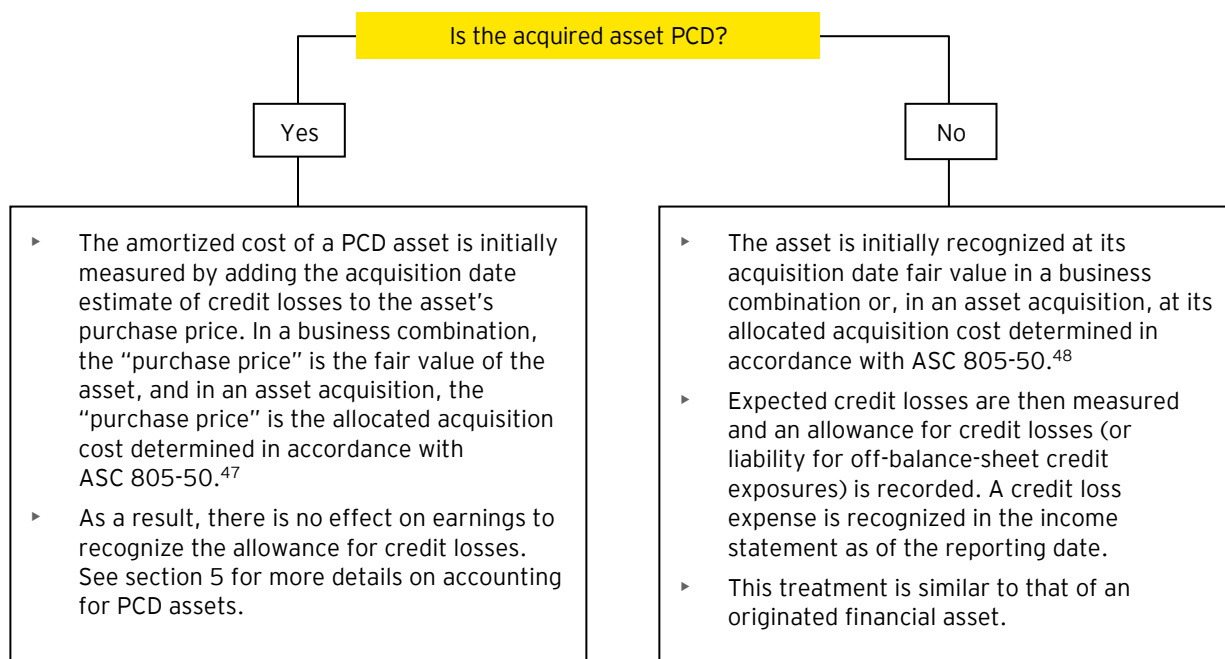 Is the acquired asset PCD?
Yes
No
▸ The amortized cost of a PCD asset is initially
measured by adding the acquisition date
estimate of credit losses to the asset's
purchase price. In a business combination,
the “purchase price” is the fair value of the
asset, and in an asset acquisition, the
“purchase price” is the allocated acquisition
cost determined in accordance with
ASC 805-50.47
▸ As a result, there is no effect on earnings to
recognize the allowance for credit losses.
See section 5 for more details on accounting
for PCD assets.
▸ The asset is initially recognized at its
acquisition date fair value in a business
combination or, in an asset acquisition, at its
allocated acquisition cost determined in
accordance with ASC 805-50.48
▸ Expected credit losses are then measured
and an allowance for credit losses (or
liability for off-balance-sheet credit
exposures) is recorded. A credit loss
expense is recognized in the income
statement as of the reporting date.
▸ This treatment is similar to that of an
originated financial asset.